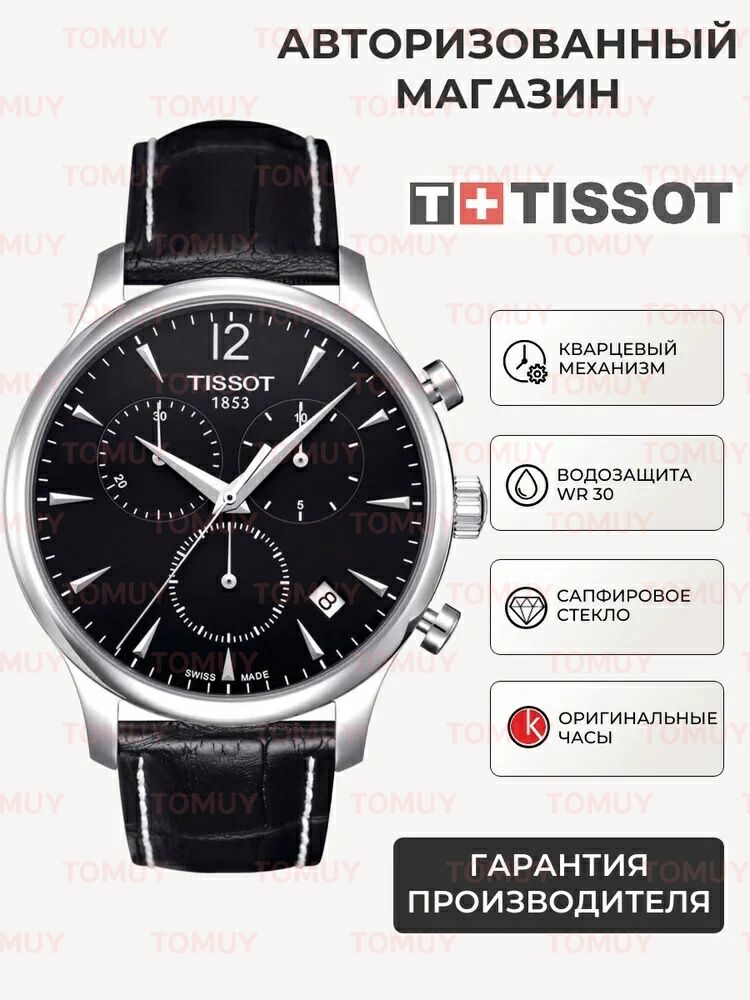 АВТОРИЗОВАННЫЙ
МАГАЗИН
T+TISSOT
12
TISSOT
1853
30
20
10
5
8
SWISS MADE
КВАРЦЕВЫЙ
МЕХАНИЗМ
ВОДОЗАЩИТА
WR 30
САПФИРОВОЕ
СТЕКЛО
k
ОРИГИНАЛЬНЫЕ
ЧАСЫ
ГАРАНТИЯ
ПРОИЗВОДИТЕЛЯ
TOMUY